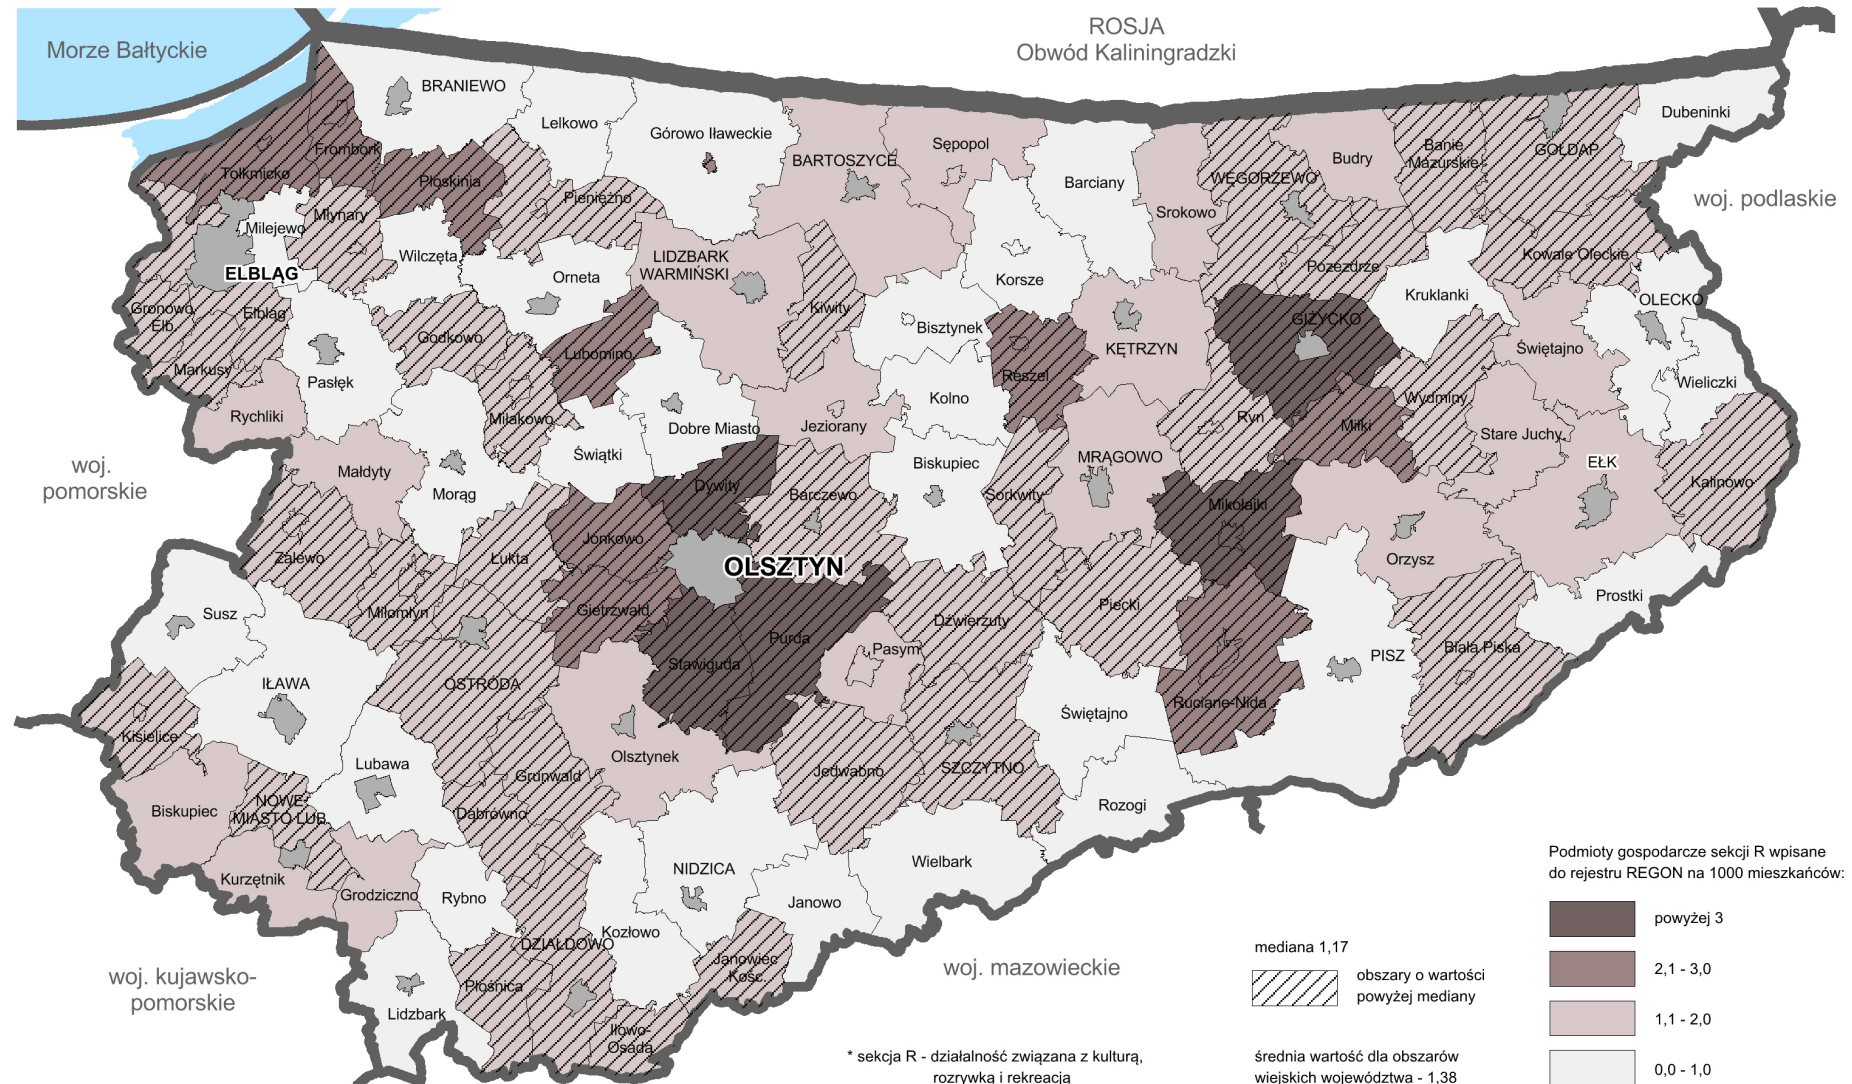 Morze Bałtyckie
ROSJA
Obwód Kaliningradzki
BRANIEWO
Lelkowo
Górowo Iławeckie
BARTOSZYCE
Sępopol
Barciany
Srokowo
WĘGORZEWO
Budry
Banie
Mazurskie
GOŁDAP
Dubeninki
woj. podlaskie
Frombork
Tolkmicko
Płoskinia
Pieniężno
Młynary
Milejewo
ELBLĄG
Wilczęta
Orneta
LIDZBARK
WARMIŃSKI
Kiwity
Korsze
Pozezdrze
Kowale Oleckie
Kruklanki
OLECKO
Gronowo
Elb.
Elbląg
Godkowo
Lubomino
Bisztynek
KĘTRZYN
GIŻYCKO
Świętajno
Markusy
Pasłęk
Reszel
Wieliczki
Rychliki
Miłakowo
Dobre Miasto
Jeziorany
Kolno
Ryn
Miłki
Wydminy
Stare Juchy
EŁK
woj.
pomorskie
Małdyty
Morąg
Świątki
Dywity
Barczewo
Biskupiec
Sorkwity
MRĄGOWO
Mikołajki
Kalinowo
Zalewo
Łukta
Jonkowo
OLSZTYN
Orzysz
Susz
Miłomłyn
Gietrzwałd
Purda
Dźwierzuty
Piecki
Prostki
Stawiguda
Pasym
PISZ
Biała Piska
IŁAWA
OSTRÓDA
Kisielice
Olsztynek
Świętajno
Ruciane-Nida
Lubawa
Grunwald
Jedwabno
SZCZYTNO
Biskupiec
NOWE
MIASTO LUB.
Dąbrówno
Rozogi
Kurzętnik
Grodziczno
Rybno
NIDZICA
Janowo
Wielbark
Kozłowo
DZIAŁDOWO
Janowiec
Kośc.
woj. kujawsko-
pomorskie
Lidzbark
Płośnica
Iłowo-
Osada
woj. mazowieckie
Podmioty gospodarcze sekcji R wpisane
do rejestru REGON na 1000 mieszkańców:
powyżej 3
2,1 - 3,0
1,1 - 2,0
0,0 - 1,0
mediana 1,17
obszary o wartości
powyżej mediany
* sekcja R - działalność związana z kulturą,
rozrywką i rekreacją
średnia wartość dla obszarów
wiejskich województwa - 1,38